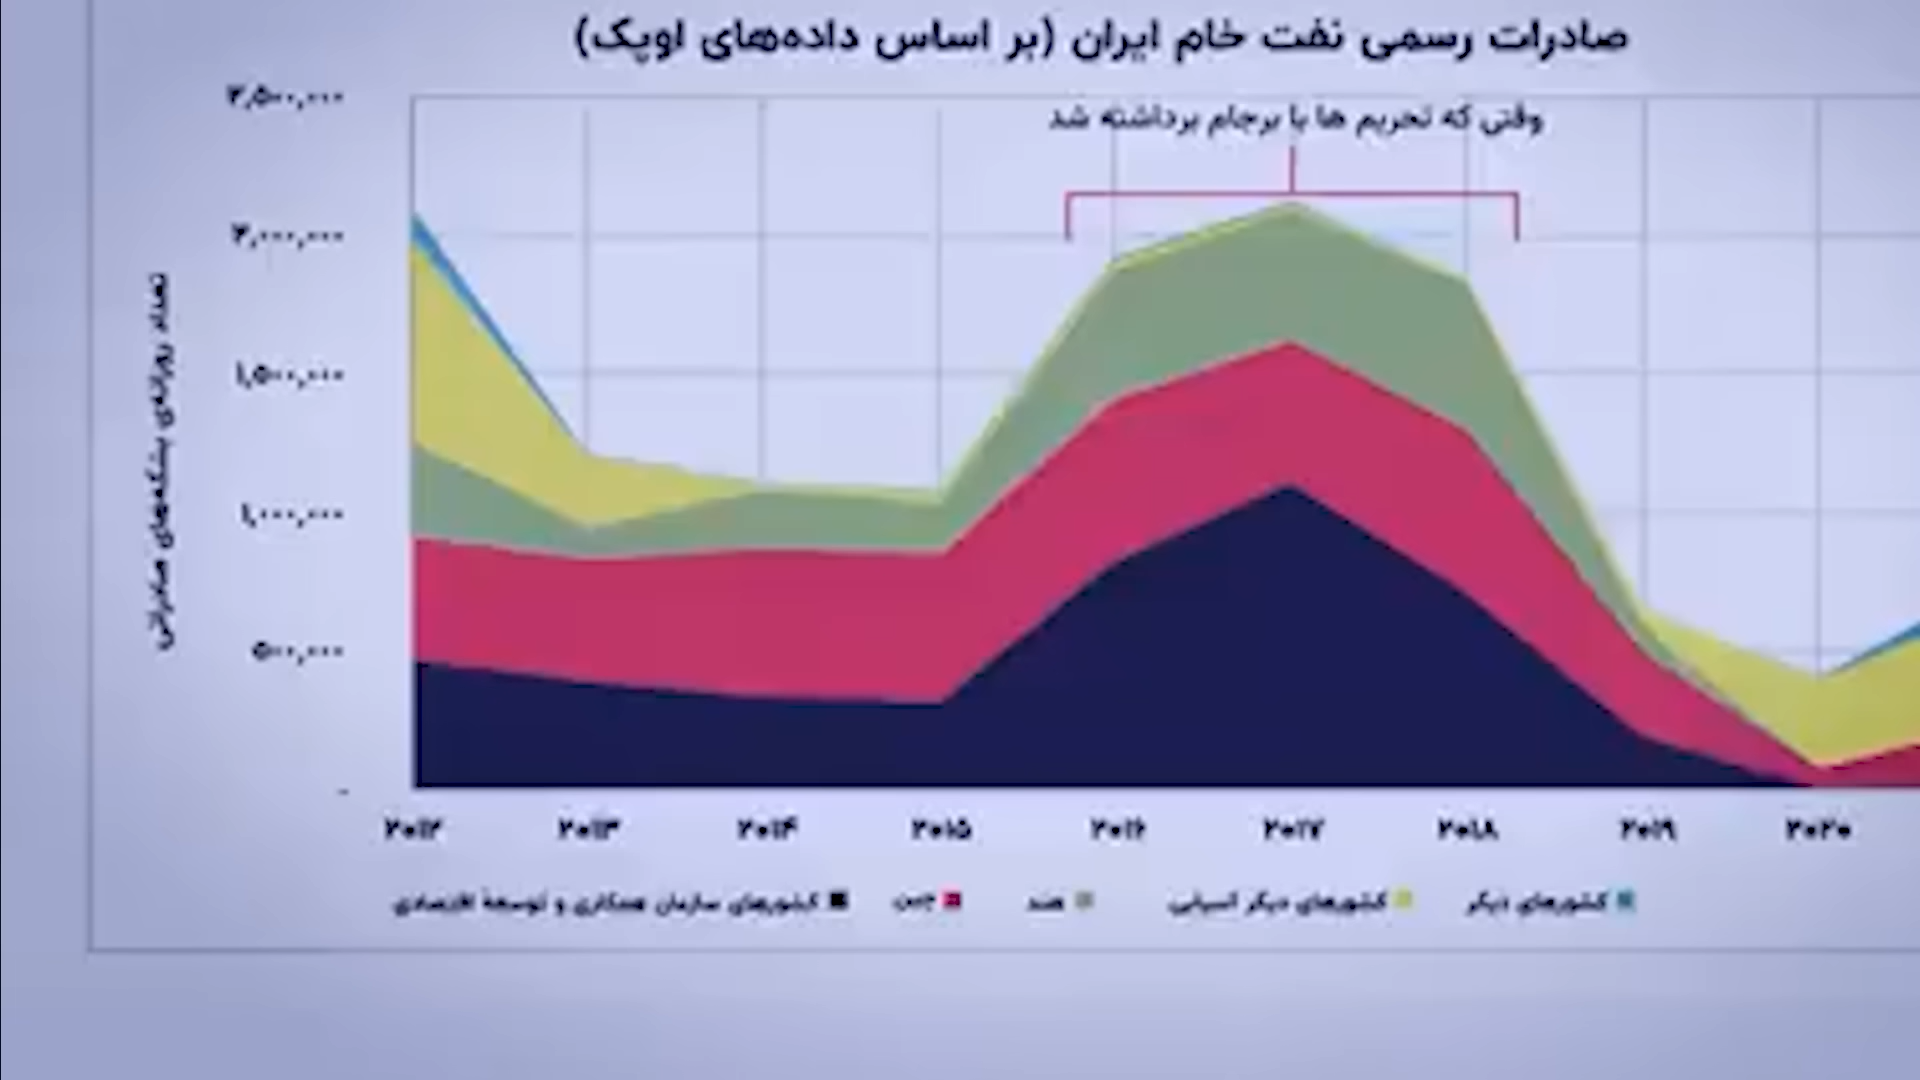 صادرات رسمی نفت خام ایران (بر اساس داده‌های اوپک)
وقتی که تحریم ها با برجام برداشته شد
۲,۵۰۰,۰۰۰
۲,۰۰۰,۰۰۰
۱,۵۰۰,۰۰۰
۱,۰۰۰,۰۰۰
۵۰۰,۰۰۰
-
تعداد روزانه‌ی بشکه‌های صادراتی
۲۰۱۲ ۲۰۱۳ ۲۰۱۴ ۲۰۱۵ ۲۰۱۶ ۲۰۱۷ ۲۰۱۸ ۲۰۱۹ ۲۰۲۰
کشورهای دیگر کشورهای دیگر آسیایی هند چین کشورهای سازمان همکاری و توسعهٔ اقتصادی